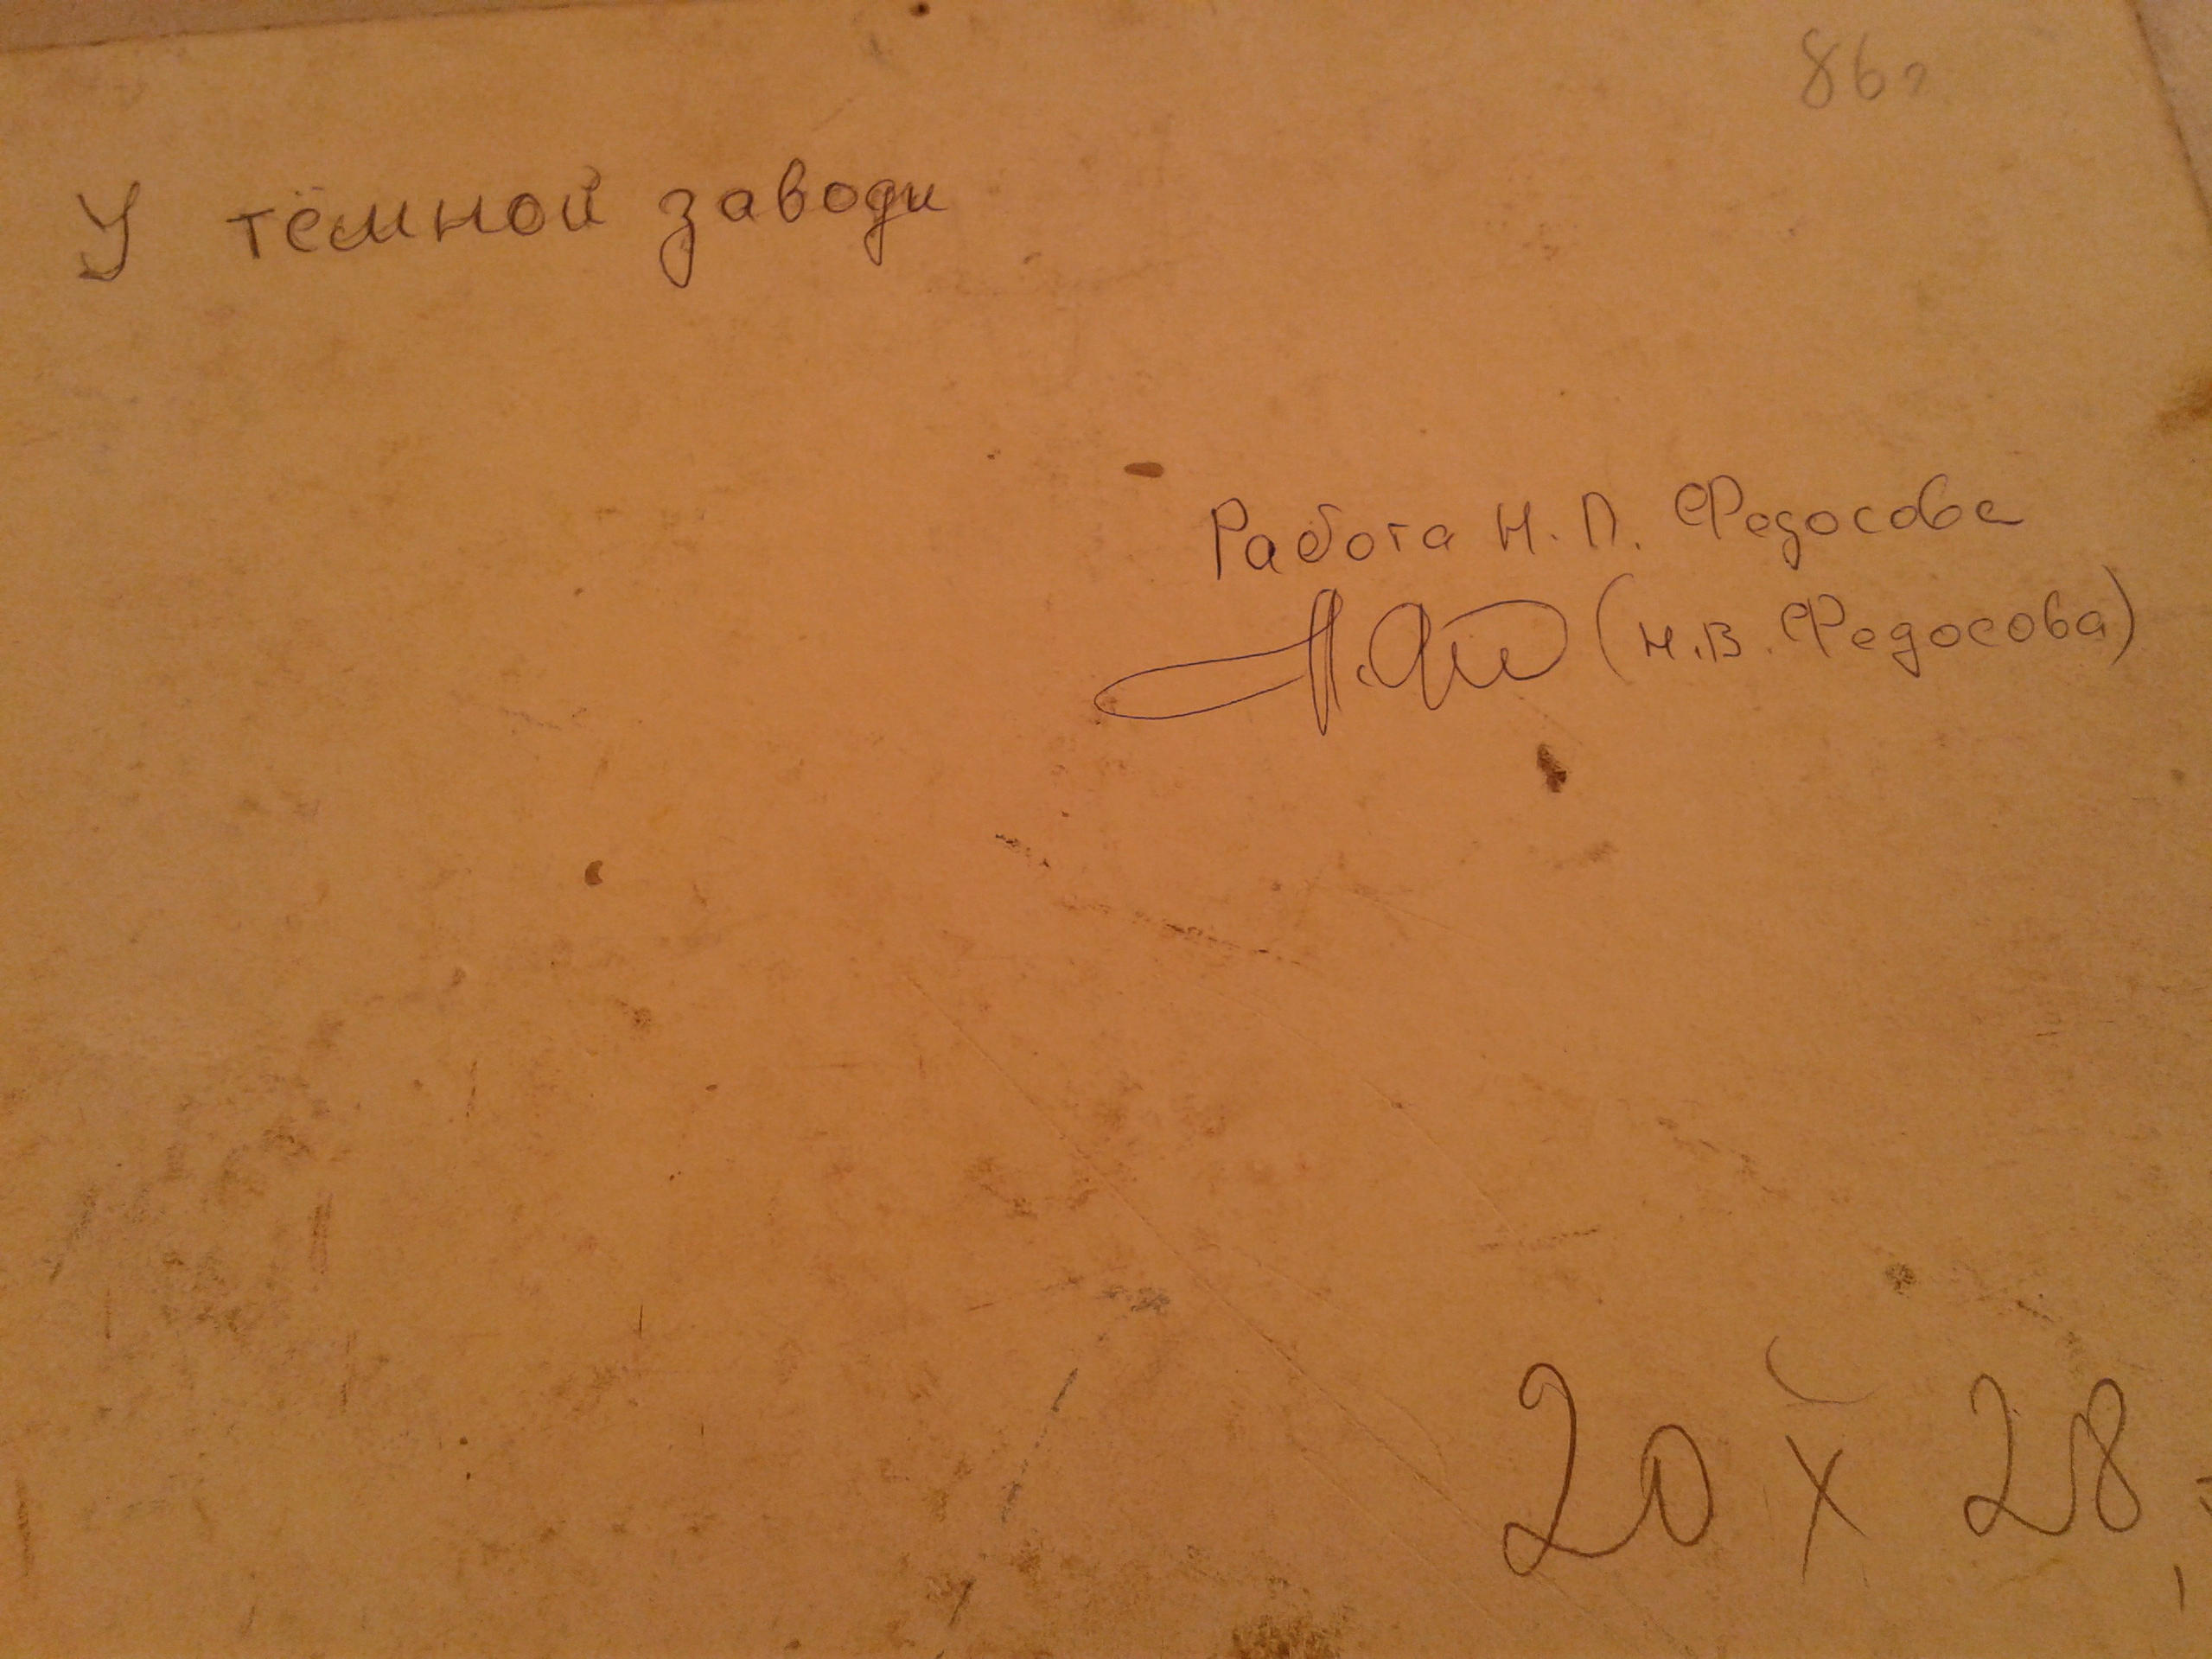 86г
У тёмной заводи
Работа Н.П. Федосова
(Н.В. Федосова)
20 х 28,